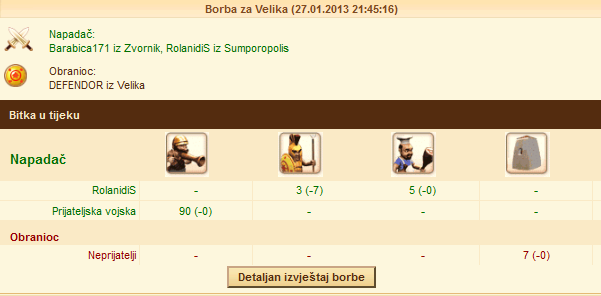 Borba za Velika (27.01.2013 21:45:16)
Napadač:
Barabica171 iz Zvornik, RolanidiS iz Sumporopolis
Obranioc:
DEFENDOR iz Velika
Bitka u tijeku
Napadač
RolanidiS - 3 (-7) 5 (-0) -
Prijateljska vojska 90 (-0) - - -
Obranioc
Neprijatelji - - - 7 (-0)
Detaljan izvještaj borbe